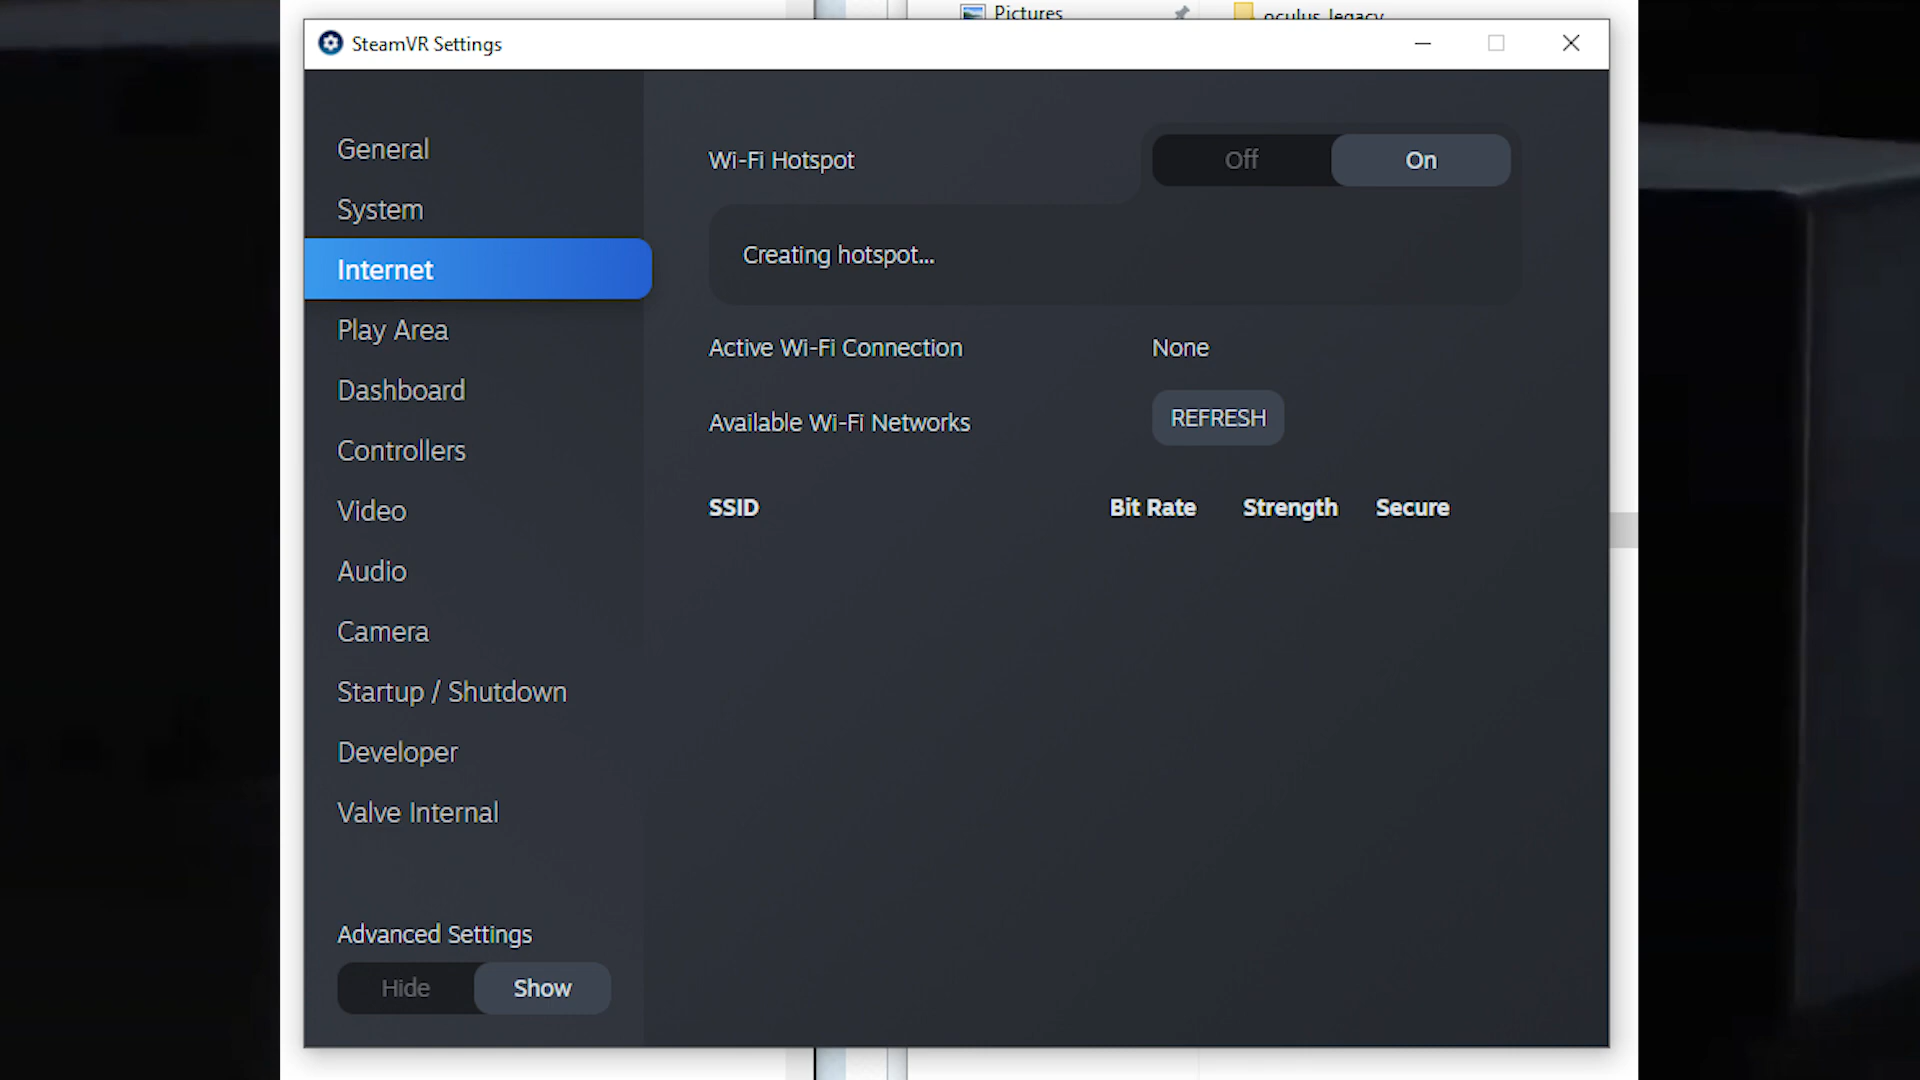 Pictures
oculus_legacy
SteamVR Settings
General
System
Internet
Play Area
Dashboard
Controllers
Video
Audio
Camera
Startup / Shutdown
Developer
Valve Internal
Advanced Settings
Hide Show
Wi-Fi Hotspot
Off On
Creating hotspot...
Active Wi-Fi Connection None
Available Wi-Fi Networks REFRESH
SSID Bit Rate Strength Secure